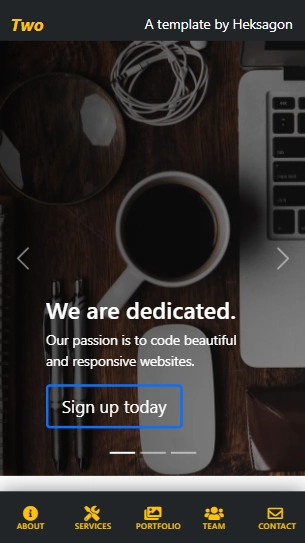 Two
A template by Heksagon
We are dedicated.
Our passion is to code beautiful
and responsive websites.
Sign up today
ABOUT
SERVICES
PORTFOLIO
TEAM
CONTACT